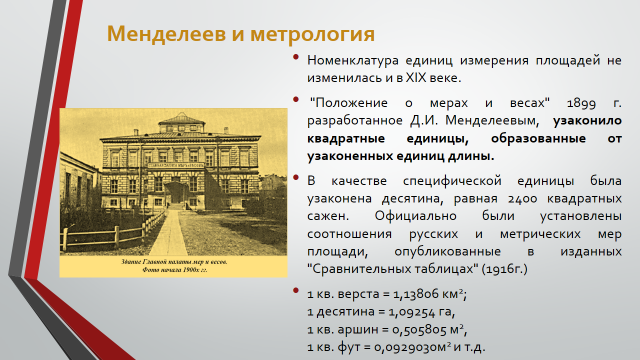 Менделеев и метрология
• Номенклатура единиц измерения площадей не
изменилась и в XIX веке.
• "Положение о мерах и весах" 1899 г.
разработанное Д.И. Менделеевым, узаконило
квадратные единицы, образованные от
узаконенных единиц длины.
• В качестве специфической единицы была
узаконена десятина, равная 2400 квадратных
сажен. Официально были установлены
соотношения русских и метрических мер
площади, опубликованные в изданных
"Сравнительных таблицах" (1916г.)
• 1 кв. верста = 1,13806 км²;
1 десятина = 1,09254 га,
1 кв. аршин = 0,505805 м²,
1 кв. фут = 0,0929030м² и т.д.
Здание Главной палаты мер и весов.
Фото начала 1900х гг.